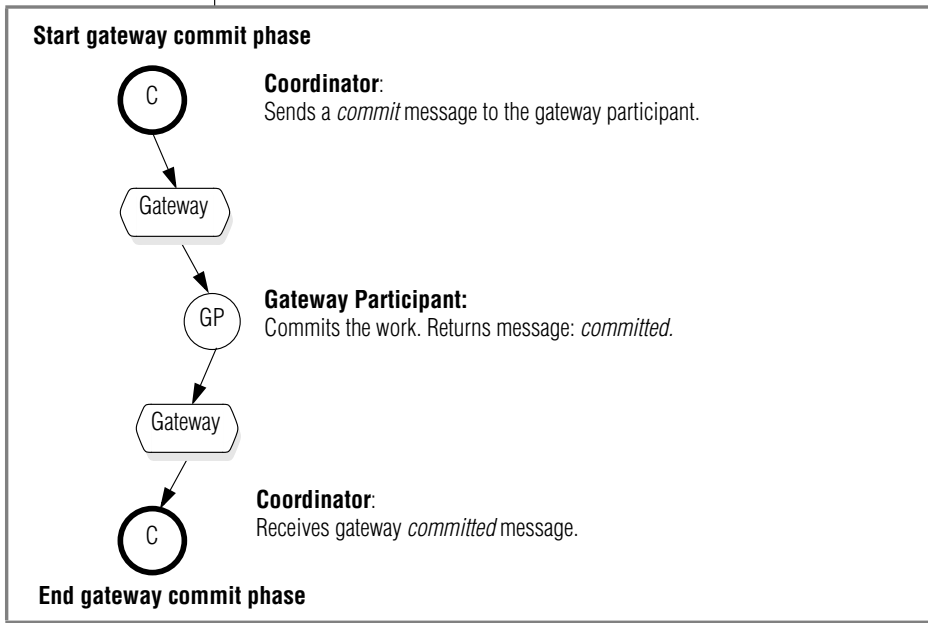 Start gateway commit phase
C
Coordinator:
Sends a commit message to the gateway participant.
Gateway
GP
Gateway Participant:
Commits the work. Returns message: committed.
Gateway
C
Coordinator:
Receives gateway committed message.
End gateway commit phase